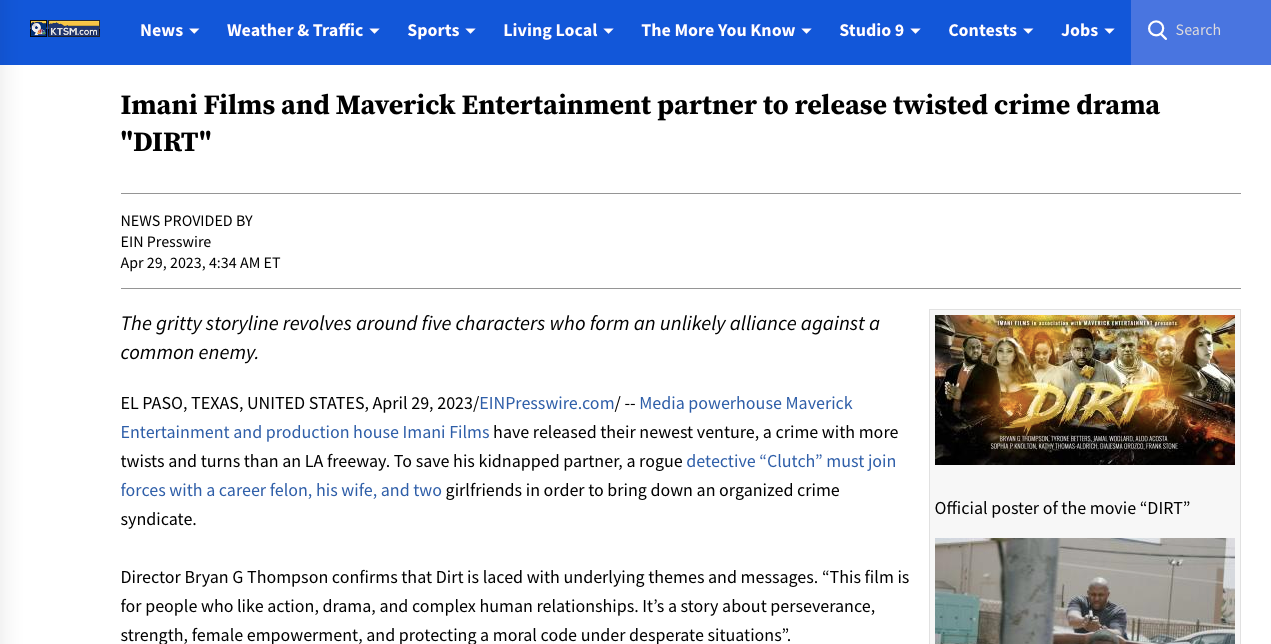 KTSM.com
News
Weather & Traffic
Sports
Living Local
The More You Know
Studio 9
Contests
Jobs
Search
Imani Films and Maverick Entertainment partner to release twisted crime drama
"DIRT"
NEWS PROVIDED BY
EIN Presswire
Apr 29, 2023, 4:34 AM ET
The gritty storyline revolves around five characters who form an unlikely alliance against a
common enemy.
EL PASO, TEXAS, UNITED STATES, April 29, 2023/EINPresswire.com/ -- Media powerhouse Maverick
Entertainment and production house Imani Films have released their newest venture, a crime with more
twists and turns than an LA freeway. To save his kidnapped partner, a rogue detective “Clutch” must join
forces with a career felon, his wife, and two girlfriends in order to bring down an organized crime
syndicate.
Director Bryan G Thompson confirms that Dirt is laced with underlying themes and messages. “This film is
for people who like action, drama, and complex human relationships. It’s a story about perseverance,
strength, female empowerment, and protecting a moral code under desperate situations”.
IMANI FILMS in association with MAVERICK ENTERTAINMENT presents
DIRT
BRYAN G. THOMPSON, TYRONE BETTERS, JAMAL WOOLARD, ALDO ACOSTA
SOPHIA P. KNOLTON, KATHY THOMAS-ALDRICH, DIAJESMA OROZCO, FRANK STONE
Official poster of the movie “DIRT”